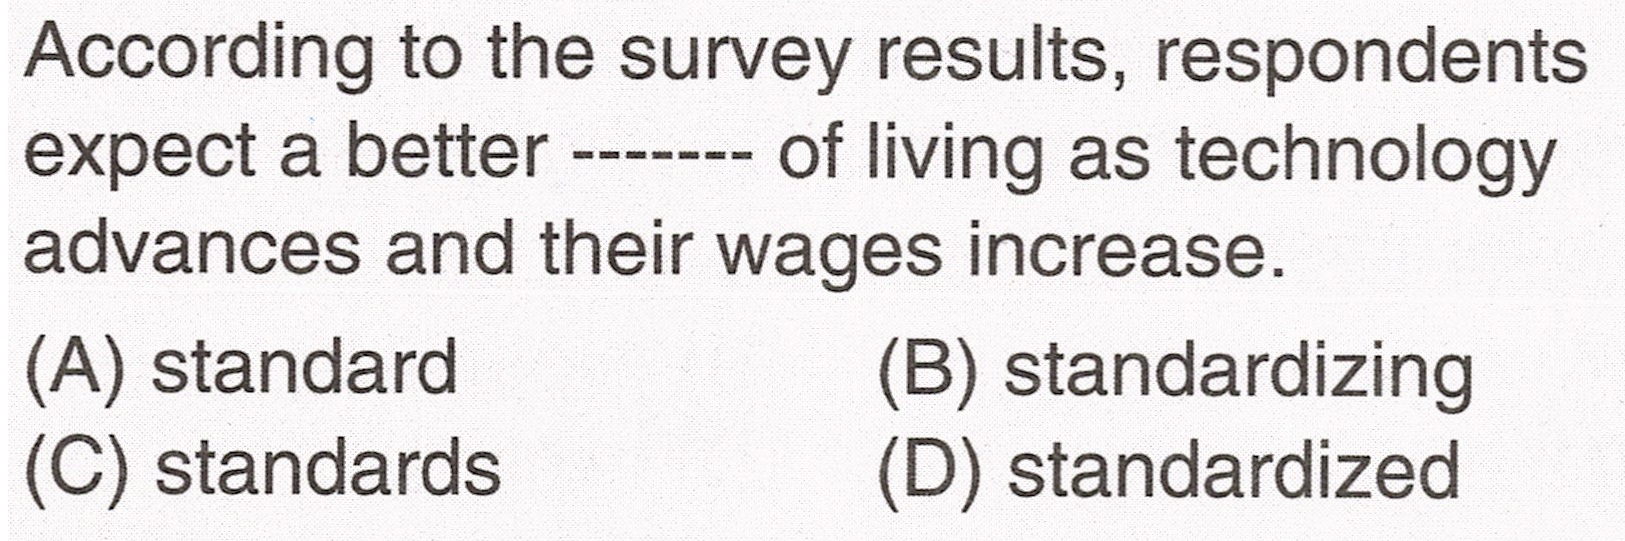 According to the survey results, respondents
expect a better ------- of living as technology
advances and their wages increase.
(A) standard (B) standardizing
(C) standards (D) standardized